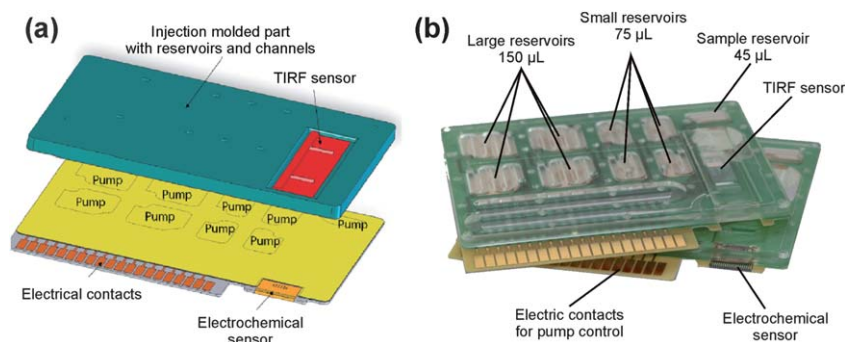 (a)
Injection molded part
with reservoirs and channels
TIRF sensor
Pump
Pump
Pump
Pump
Pump
Pump
Pump
Pump
Pump
Electrical contacts
Electrochemical
sensor
(b)
Large reservoirs
150 µL
Small reservoirs
75 µL
Sample reservoir
45 µL
TIRF sensor
Electric contacts
for pump control
Electrochemical
sensor